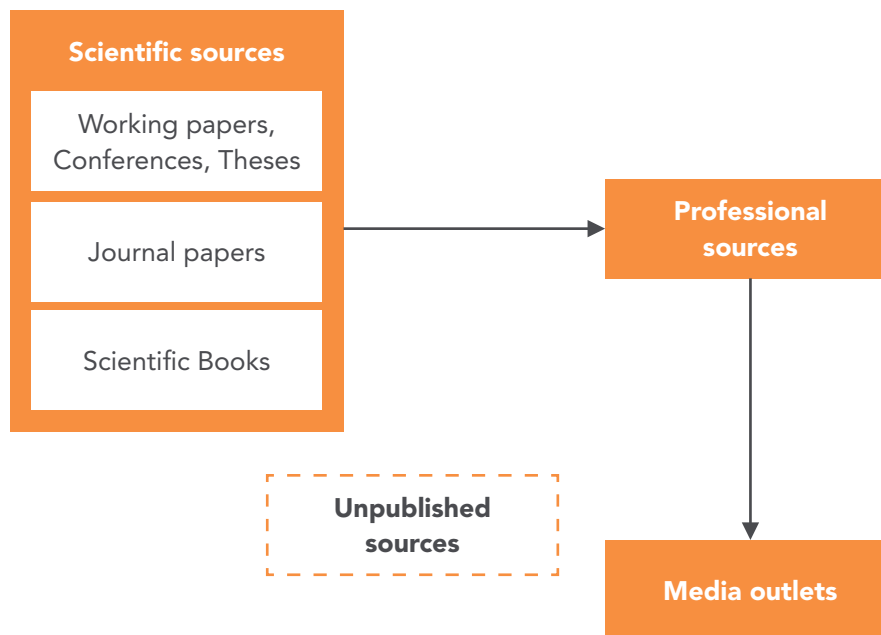 Scientific sources
Working papers,
Conferences, Theses
Journal papers
Scientific Books
Professional
sources
Unpublished
sources
Media outlets